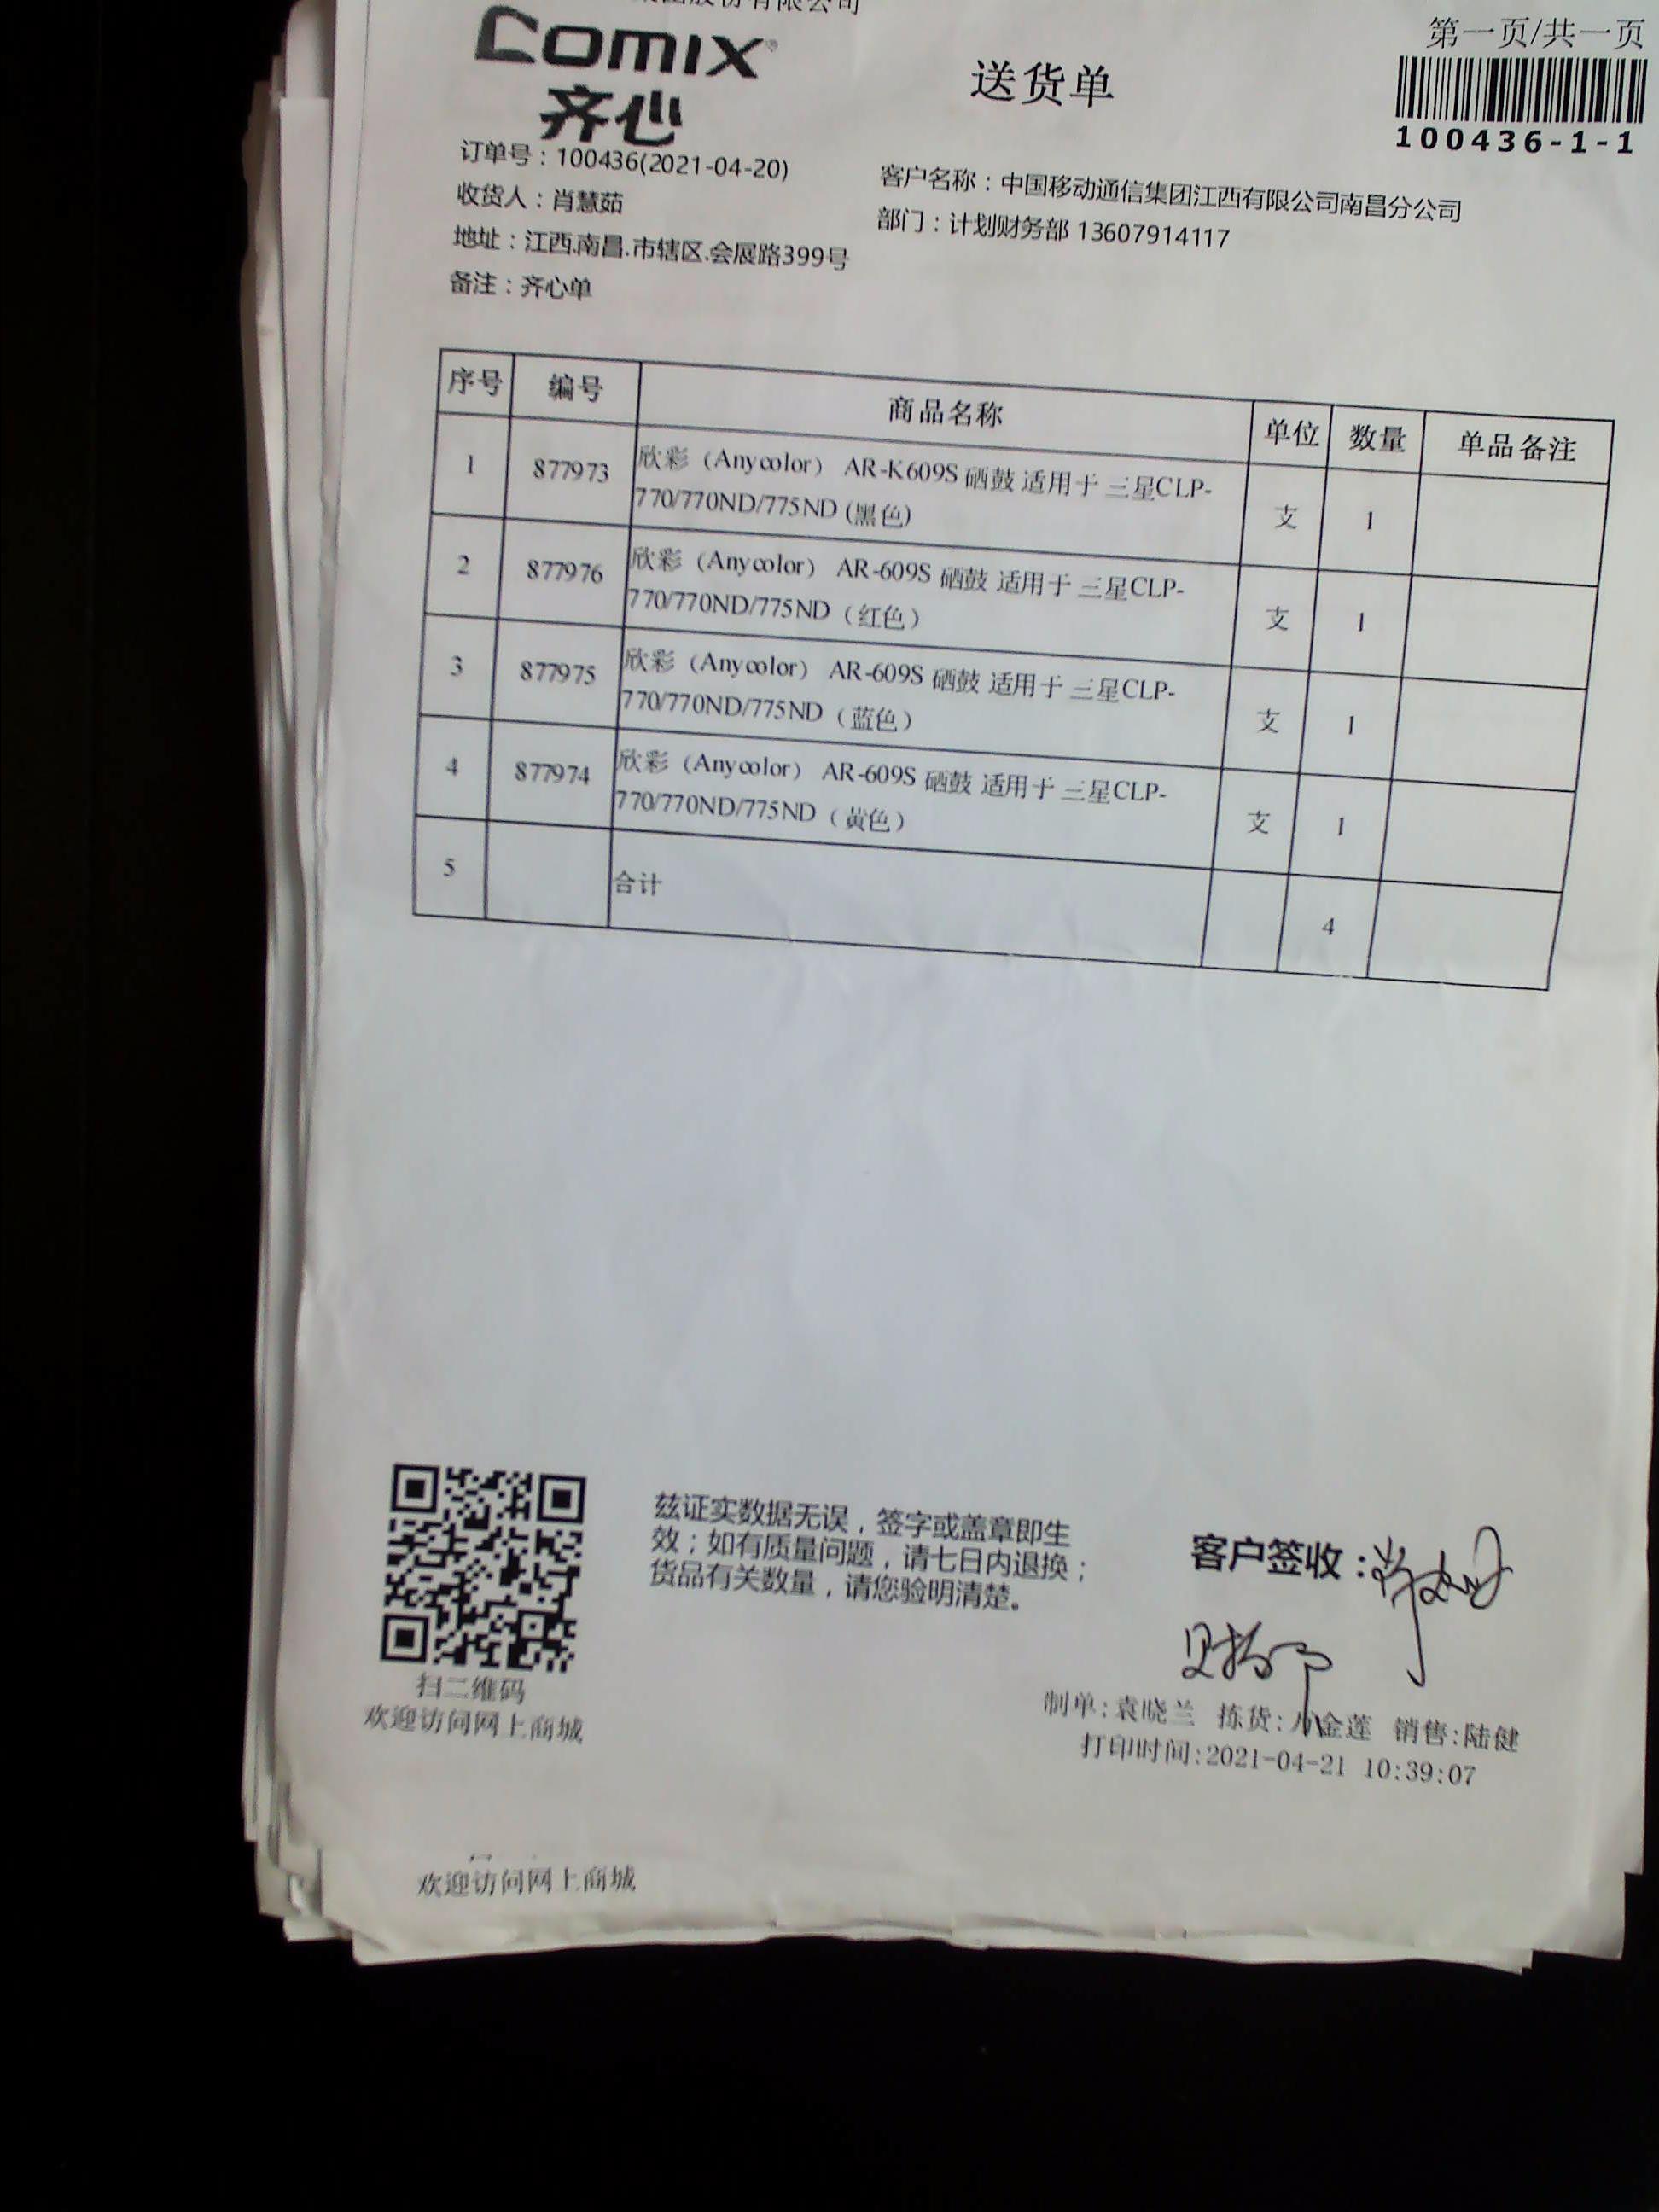 股份有限公司
comix
齐心
送货单
第一页/共一页
100436-1-1
订单号：100436(2021-04-20)
收货人：肖慧茹
客户名称：中国移动通信集团江西有限公司南昌分公司
地址：江西.南昌.市辖区.会展路399号
部门：计划财务部 13607914117
备注：齐心单
序号 编号 商品名称 单位 数量 单品备注
1 877973 欣彩（Anycolor） AR-K609S 硒鼓 适用于 三星CLP-
770/770ND/775ND (黑色) 支 1
2 877976 欣彩（Anycolor） AR-609S 硒鼓 适用于 三星CLP-
770/770ND/775ND（红色） 支 1
3 877975 欣彩（Anycolor） AR-609S 硒鼓 适用于 三星CLP-
770/770ND/775ND（蓝色） 支 1
4 877974 欣彩（Anycolor） AR-609S 硒鼓 适用于 三星CLP-
770/770ND/775ND（黄色） 支 1
5 合计 4
兹证实数据无误，签字或盖章即生
效；如有质量问题，请七日内退换；
货品有关数量，请您验明清楚。
客户签收：
财务部
扫二维码
欢迎访问网上商城
制单:袁晓兰 拣货:小金莲 销售:陆健
打印时间:2021-04-21 10:39:07
欢迎访问网上商城